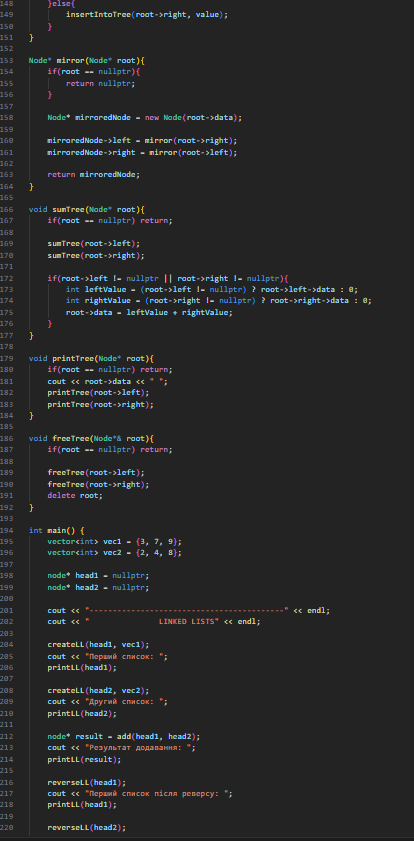 148 }else{
149 insertIntoTree(root->right, value);
150 }
151 }
152
153 Node* mirror(Node* root){
154 if(root == nullptr){
155 return nullptr;
156 }
157
158 Node* mirroredNode = new Node(root->data);
159
160 mirroredNode->left = mirror(root->right);
161 mirroredNode->right = mirror(root->left);
162
163 return mirroredNode;
164 }
165
166 void sumTree(Node* root){
167 if(root == nullptr) return;
168
169 sumTree(root->left);
170 sumTree(root->right);
171
172 if(root->left != nullptr || root->right != nullptr){
173 int leftValue = (root->left != nullptr) ? root->left->data : 0;
174 int rightValue = (root->right != nullptr) ? root->right->data : 0;
175 root->data = leftValue + rightValue;
176 }
177 }
178
179 void printTree(Node* root){
180 if(root == nullptr) return;
181 cout << root->data << " ";
182 printTree(root->left);
183 printTree(root->right);
184 }
185
186 void freeTree(Node*& root){
187 if(root == nullptr) return;
188
189 freeTree(root->left);
190 freeTree(root->right);
191 delete root;
192 }
193
194 int main() {
195 vector<int> vec1 = {3, 7, 9};
196 vector<int> vec2 = {2, 4, 8};
197
198 node* head1 = nullptr;
199 node* head2 = nullptr;
200
201 cout << "------------------------------------------" << endl;
202 cout << " LINKED LISTS" << endl;
203
204 createLL(head1, vec1);
205 cout << "Перший список: ";
206 printLL(head1);
207
208 createLL(head2, vec2);
209 cout << "Другий список: ";
210 printLL(head2);
211
212 node* result = add(head1, head2);
213 cout << "Результат додавання: ";
214 printLL(result);
215
216 reverseLL(head1);
217 cout << "Перший список після реверсу: ";
218 printLL(head1);
219
220 reverseLL(head2);